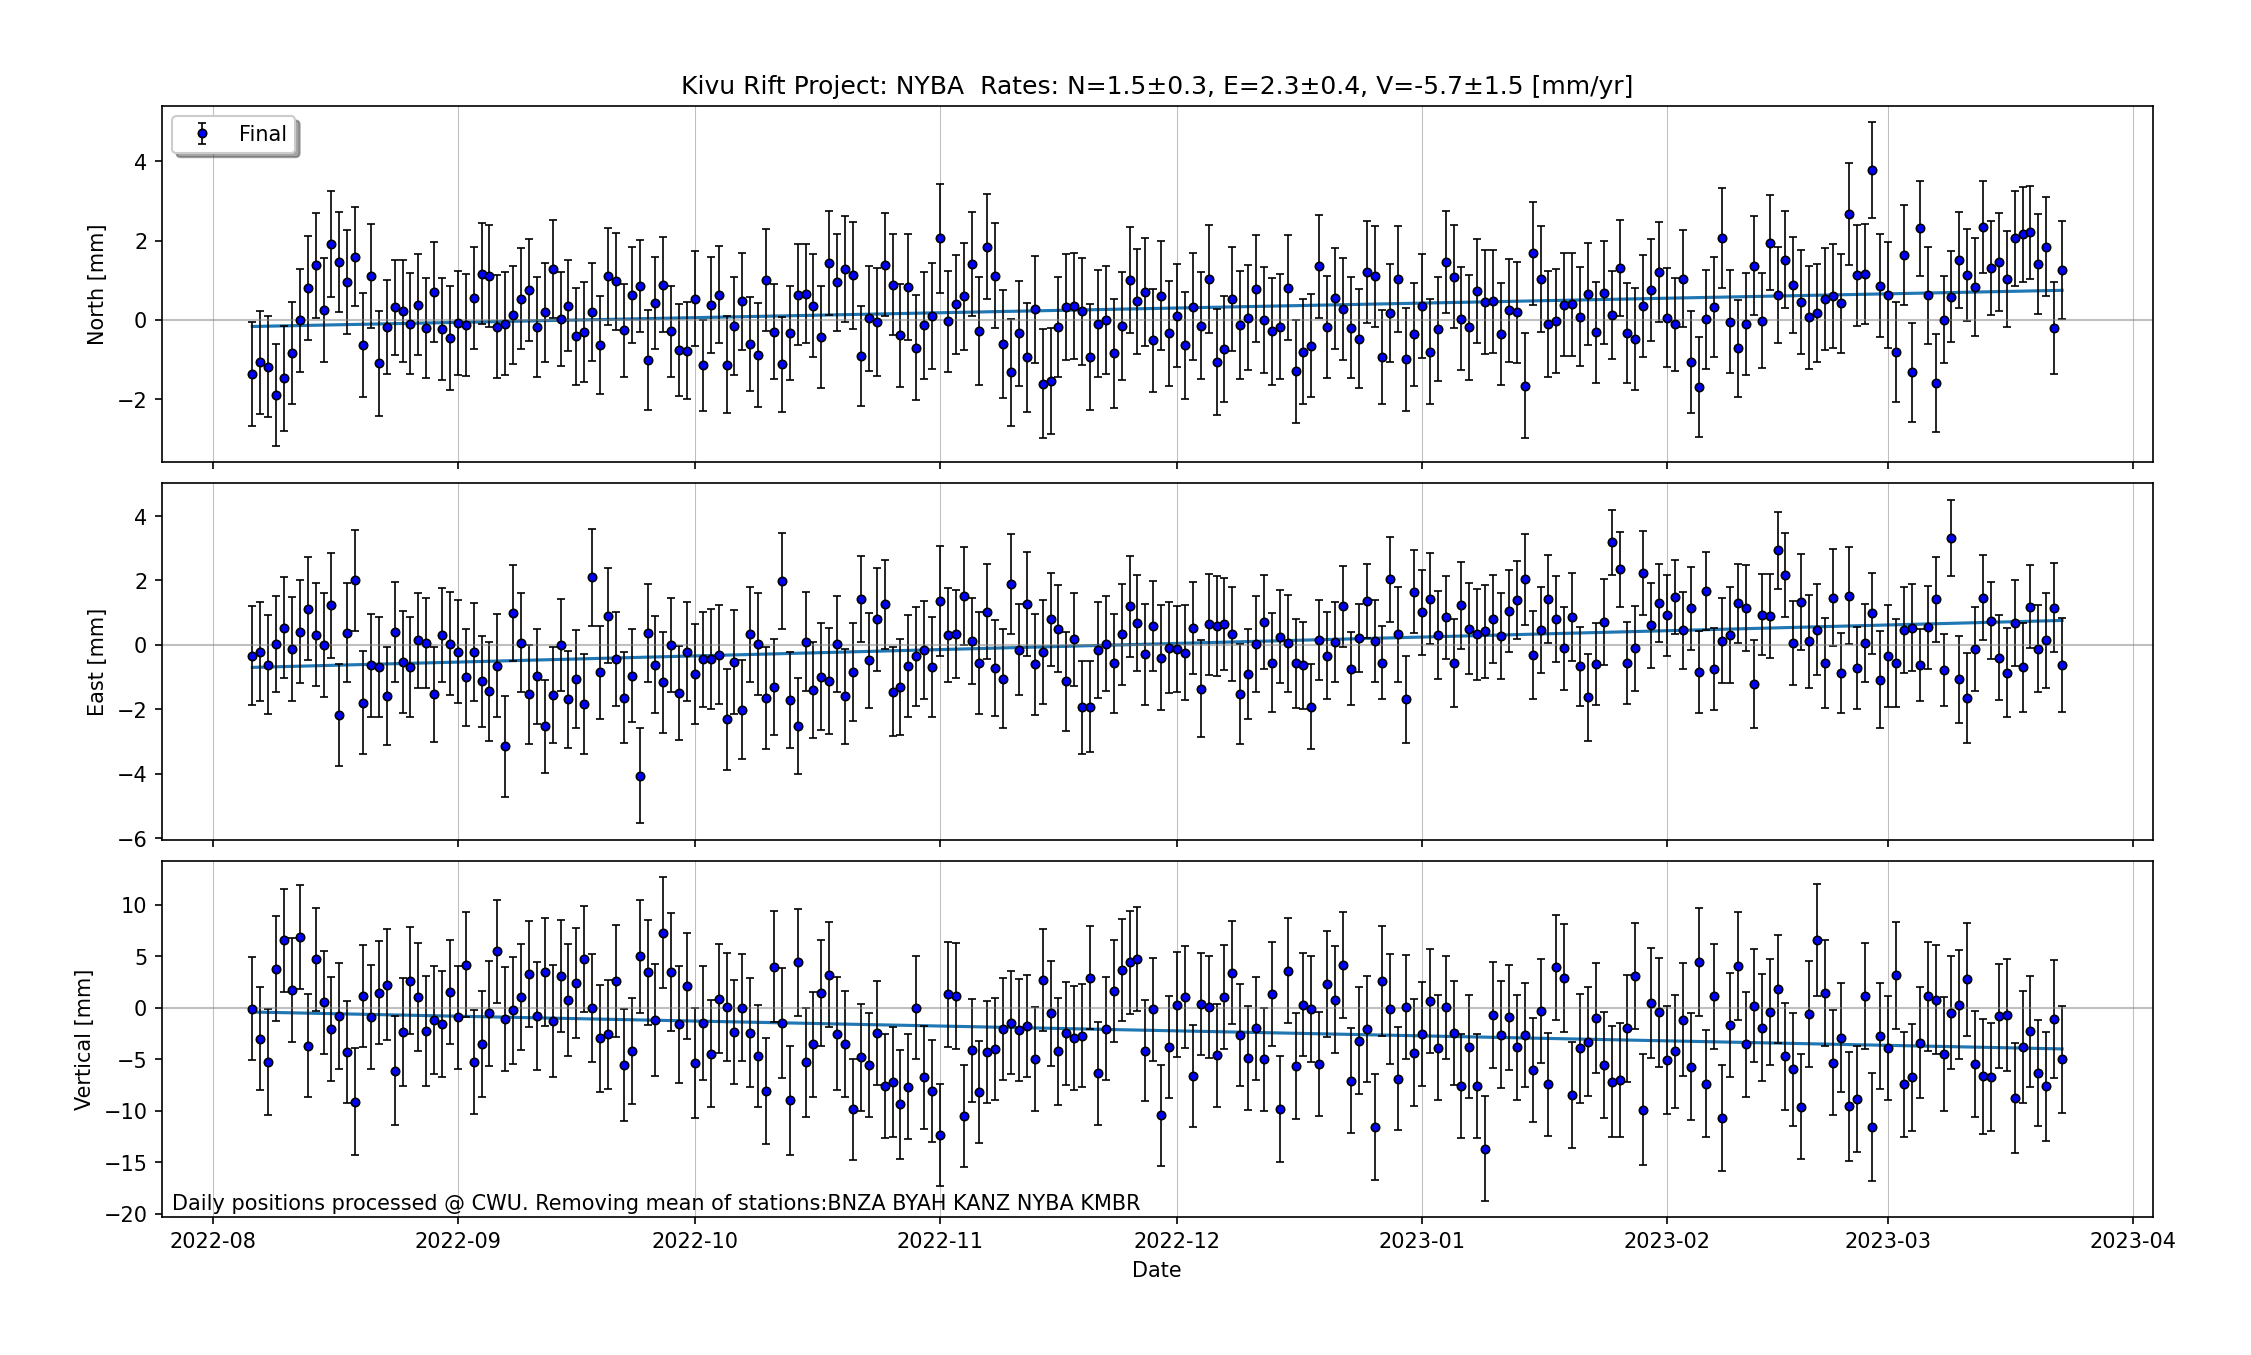 Kivu Rift Project: NYBA  Rates: N=1.5±0.3, E=2.3±0.4, V=-5.7±1.5 [mm/yr]
Final
North [mm]
4
2
0
−2
East [mm]
4
2
0
−2
−4
−6
Vertical [mm]
10
5
0
−5
−10
−15
−20
Daily positions processed @ CWU. Removing mean of stations:BNZA BYAH KANZ NYBA KMBR
2022-08 2022-09 2022-10 2022-11 2022-12 2023-01 2023-02 2023-03 2023-04
Date